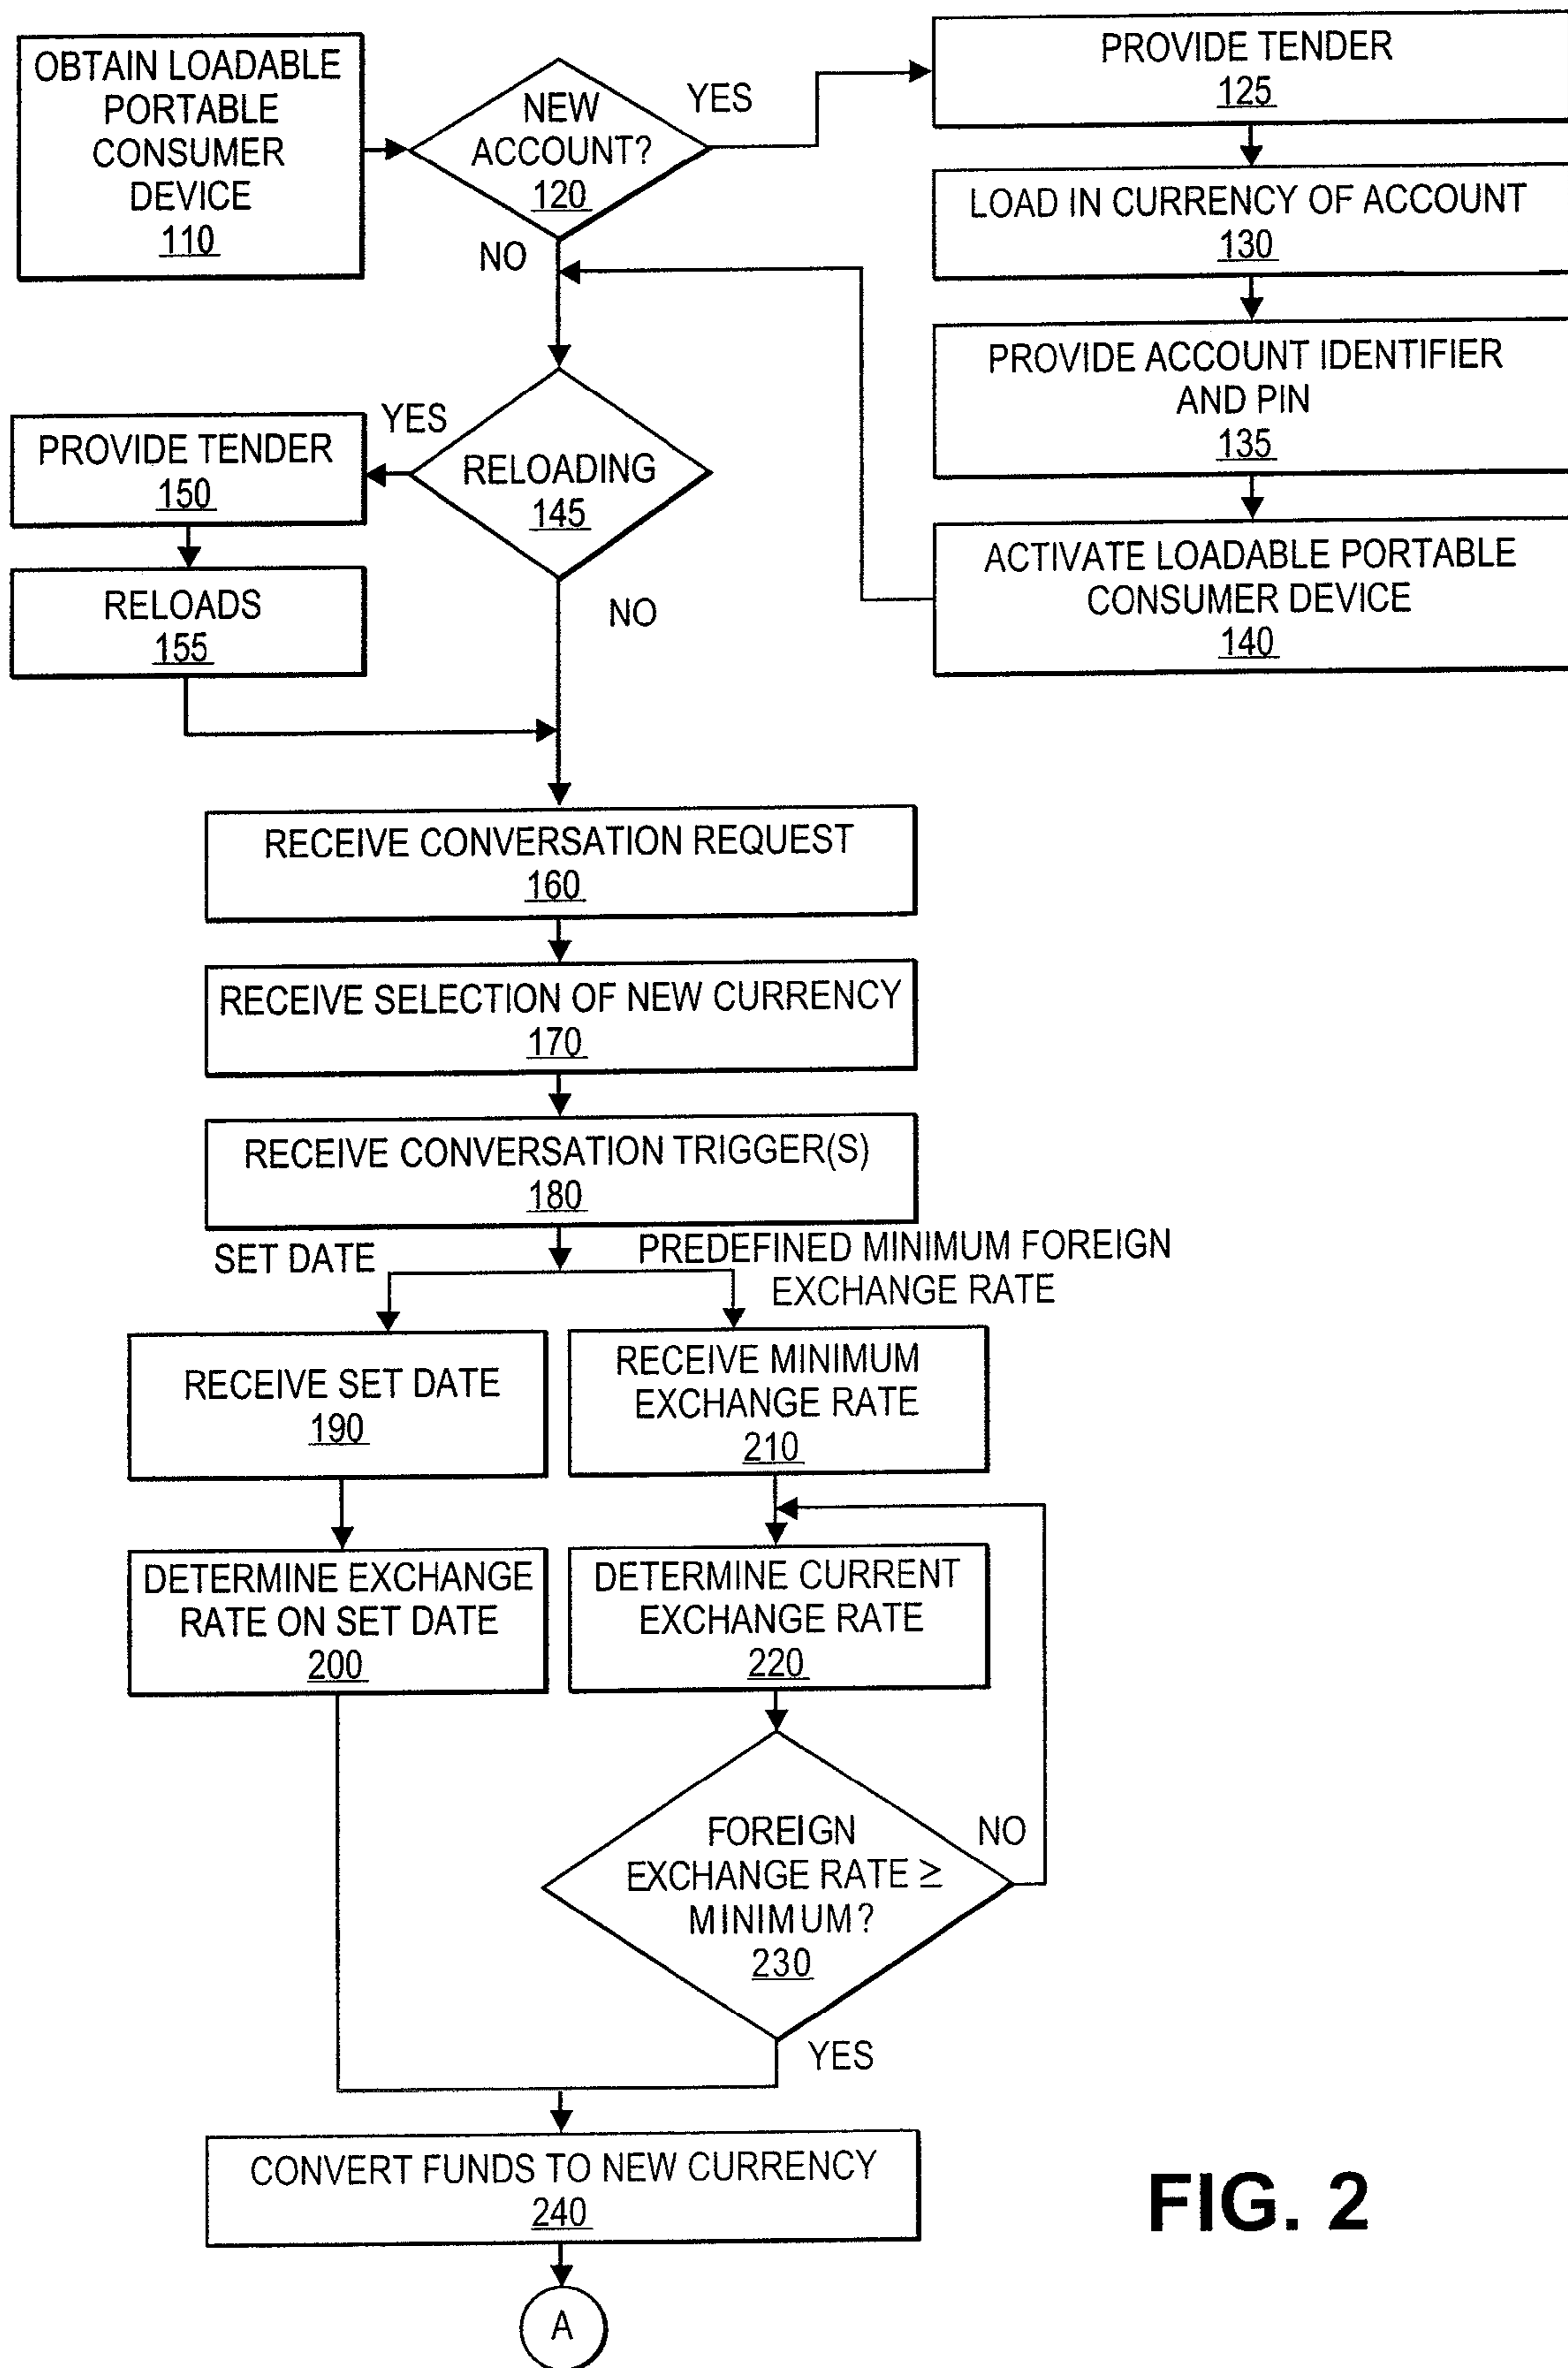 OBTAIN LOADABLE
PORTABLE
CONSUMER
DEVICE
110
NEW
ACCOUNT?
120
YES
NO
PROVIDE TENDER
125
LOAD IN CURRENCY OF ACCOUNT
130
PROVIDE ACCOUNT IDENTIFIER
AND PIN
135
ACTIVATE LOADABLE PORTABLE
CONSUMER DEVICE
140
RELOADING
145
YES
NO
PROVIDE TENDER
150
RELOADS
155
RECEIVE CONVERSATION REQUEST
160
RECEIVE SELECTION OF NEW CURRENCY
170
RECEIVE CONVERSATION TRIGGER(S)
180
SET DATE
PREDEFINED MINIMUM FOREIGN
EXCHANGE RATE
RECEIVE SET DATE
190
RECEIVE MINIMUM
EXCHANGE RATE
210
DETERMINE EXCHANGE
RATE ON SET DATE
200
DETERMINE CURRENT
EXCHANGE RATE
220
FOREIGN
EXCHANGE RATE ≥
MINIMUM?
230
NO
YES
CONVERT FUNDS TO NEW CURRENCY
240
A
FIG. 2